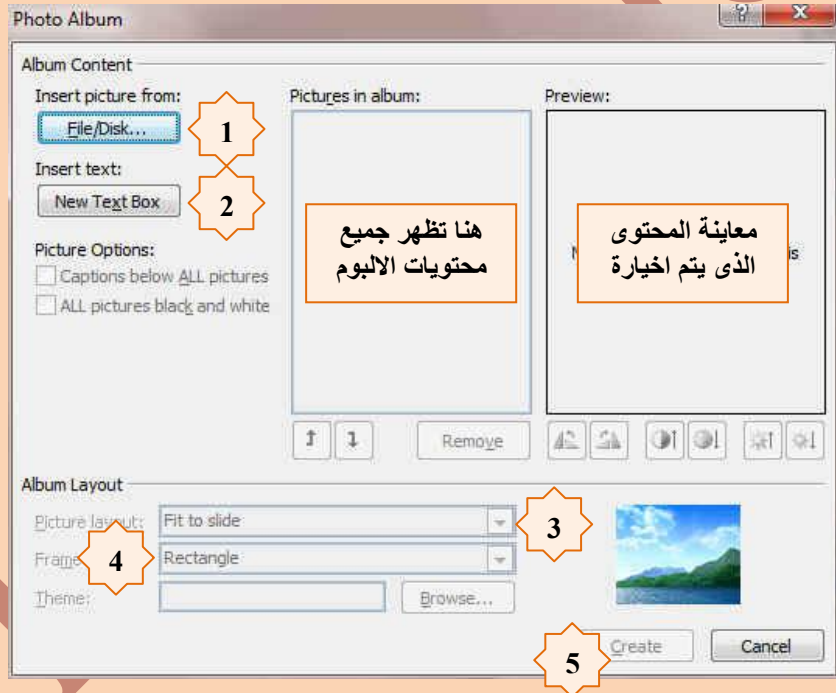 Photo Album
?
X
Album Content
Insert picture from:
File/Disk...
1
Insert text:
New Text Box
2
Picture Options:
Captions below ALL pictures
ALL pictures black and white
Pictures in album:
هنا تظهر جميع
محتويات الالبوم
Remove
Preview:
معاينة المحتوى
الذى يتم اخيارة
is
Album Layout
Picture layout:
Fit to slide
3
4
Rectangle
Theme:
Browse...
5
Create
Cancel